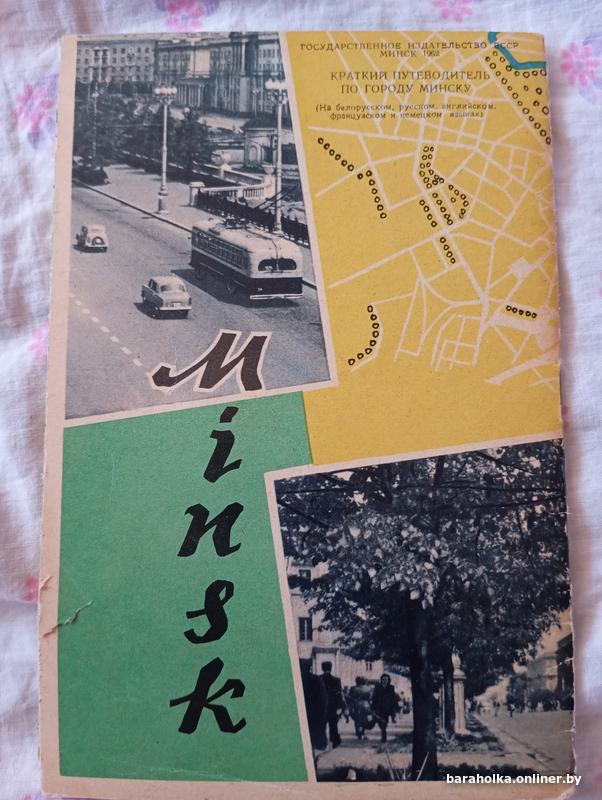 ГОСУДАРСТВЕННОЕ ИЗДАТЕЛЬСТВО БССР
МИНСК 1962
КРАТКИЙ ПУТЕВОДИТЕЛЬ
ПО ГОРОДУ МИНСКУ
(На белорусском, русском, английском,
французском и немецком языках)
Minsk
baraholka.onliner.by